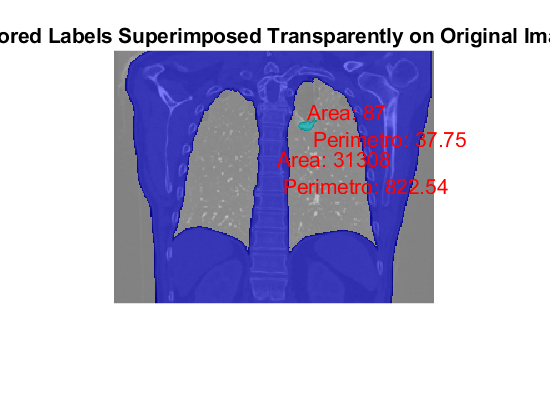 ored Labels Superimposed Transparently on Original Ima
Area: 87
Perimetro: 37.75
Area: 31308
Perimetro: 822.54